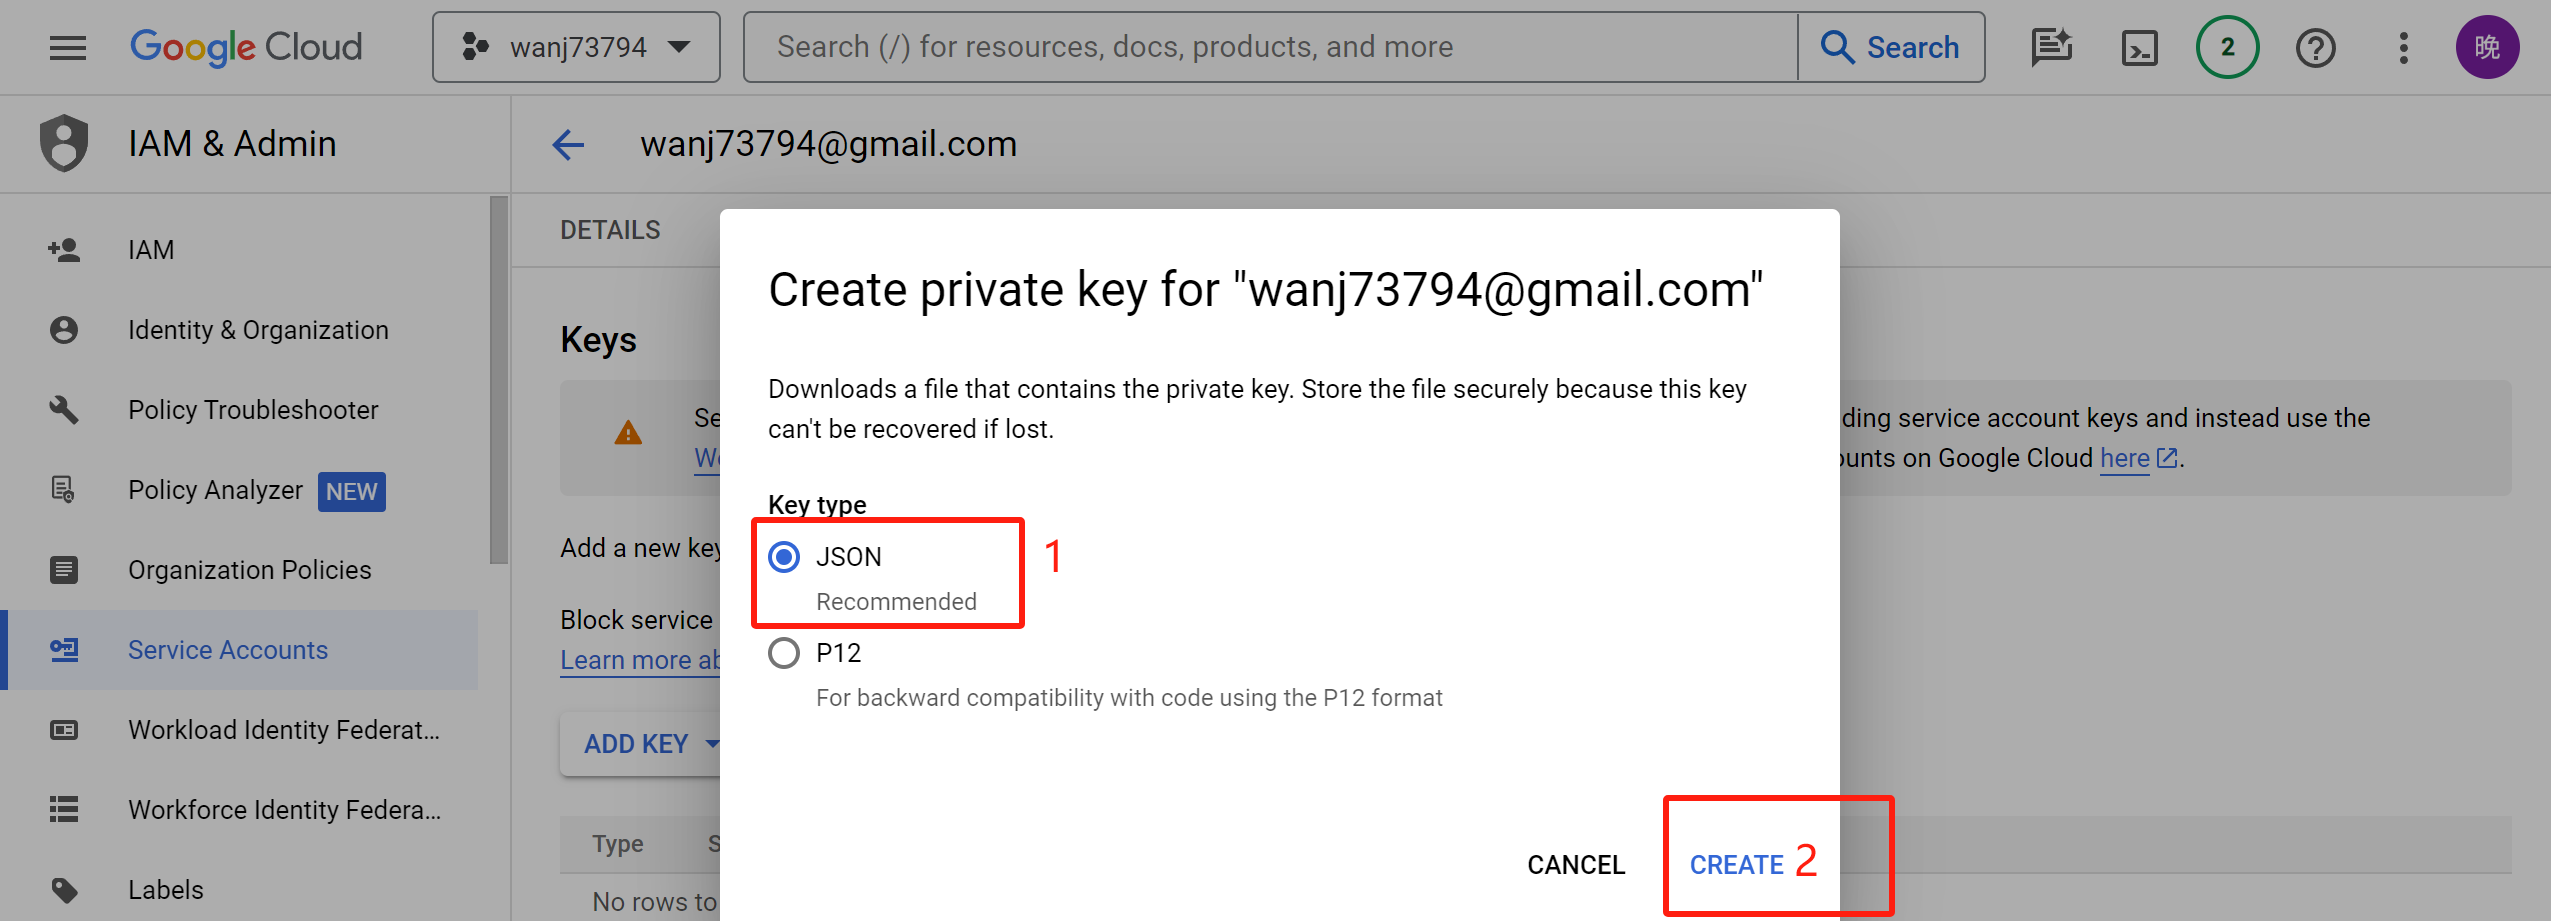 Google Cloud
wanj73794
Search (/) for resources, docs, products, and more
Search
2
晚
IAM & Admin
wanj73794@gmail.com
IAM
Identity & Organization
Policy Troubleshooter
Policy Analyzer NEW
Organization Policies
Service Accounts
Workload Identity Federat...
Workforce Identity Federa...
Labels
DETAILS
Keys
ding service account keys and instead use the
ounts on Google Cloud here.
Add a new key
Block service
Learn more ab
ADD KEY
Type S
No rows to
Create private key for "wanj73794@gmail.com"
Downloads a file that contains the private key. Store the file securely because this key
can't be recovered if lost.
Key type
JSON 1
Recommended
P12
For backward compatibility with code using the P12 format
CANCEL
CREATE 2